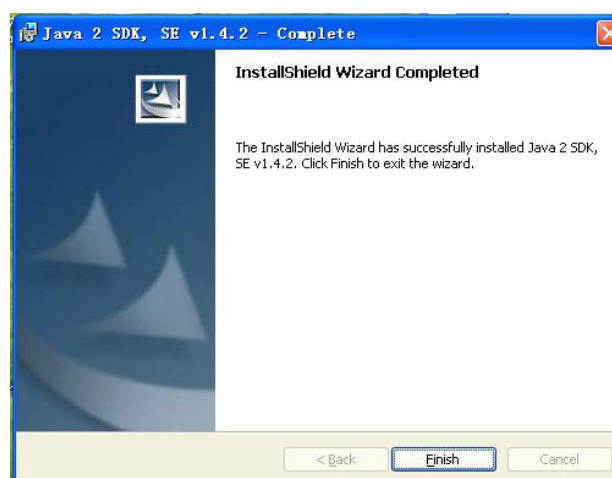 Java 2 SDK, SE v1.4.2 - Complete
InstallShield Wizard Completed
The InstallShield Wizard has successfully installed Java 2 SDK,
SE v1.4.2. Click Finish to exit the wizard.
< Back Finish Cancel